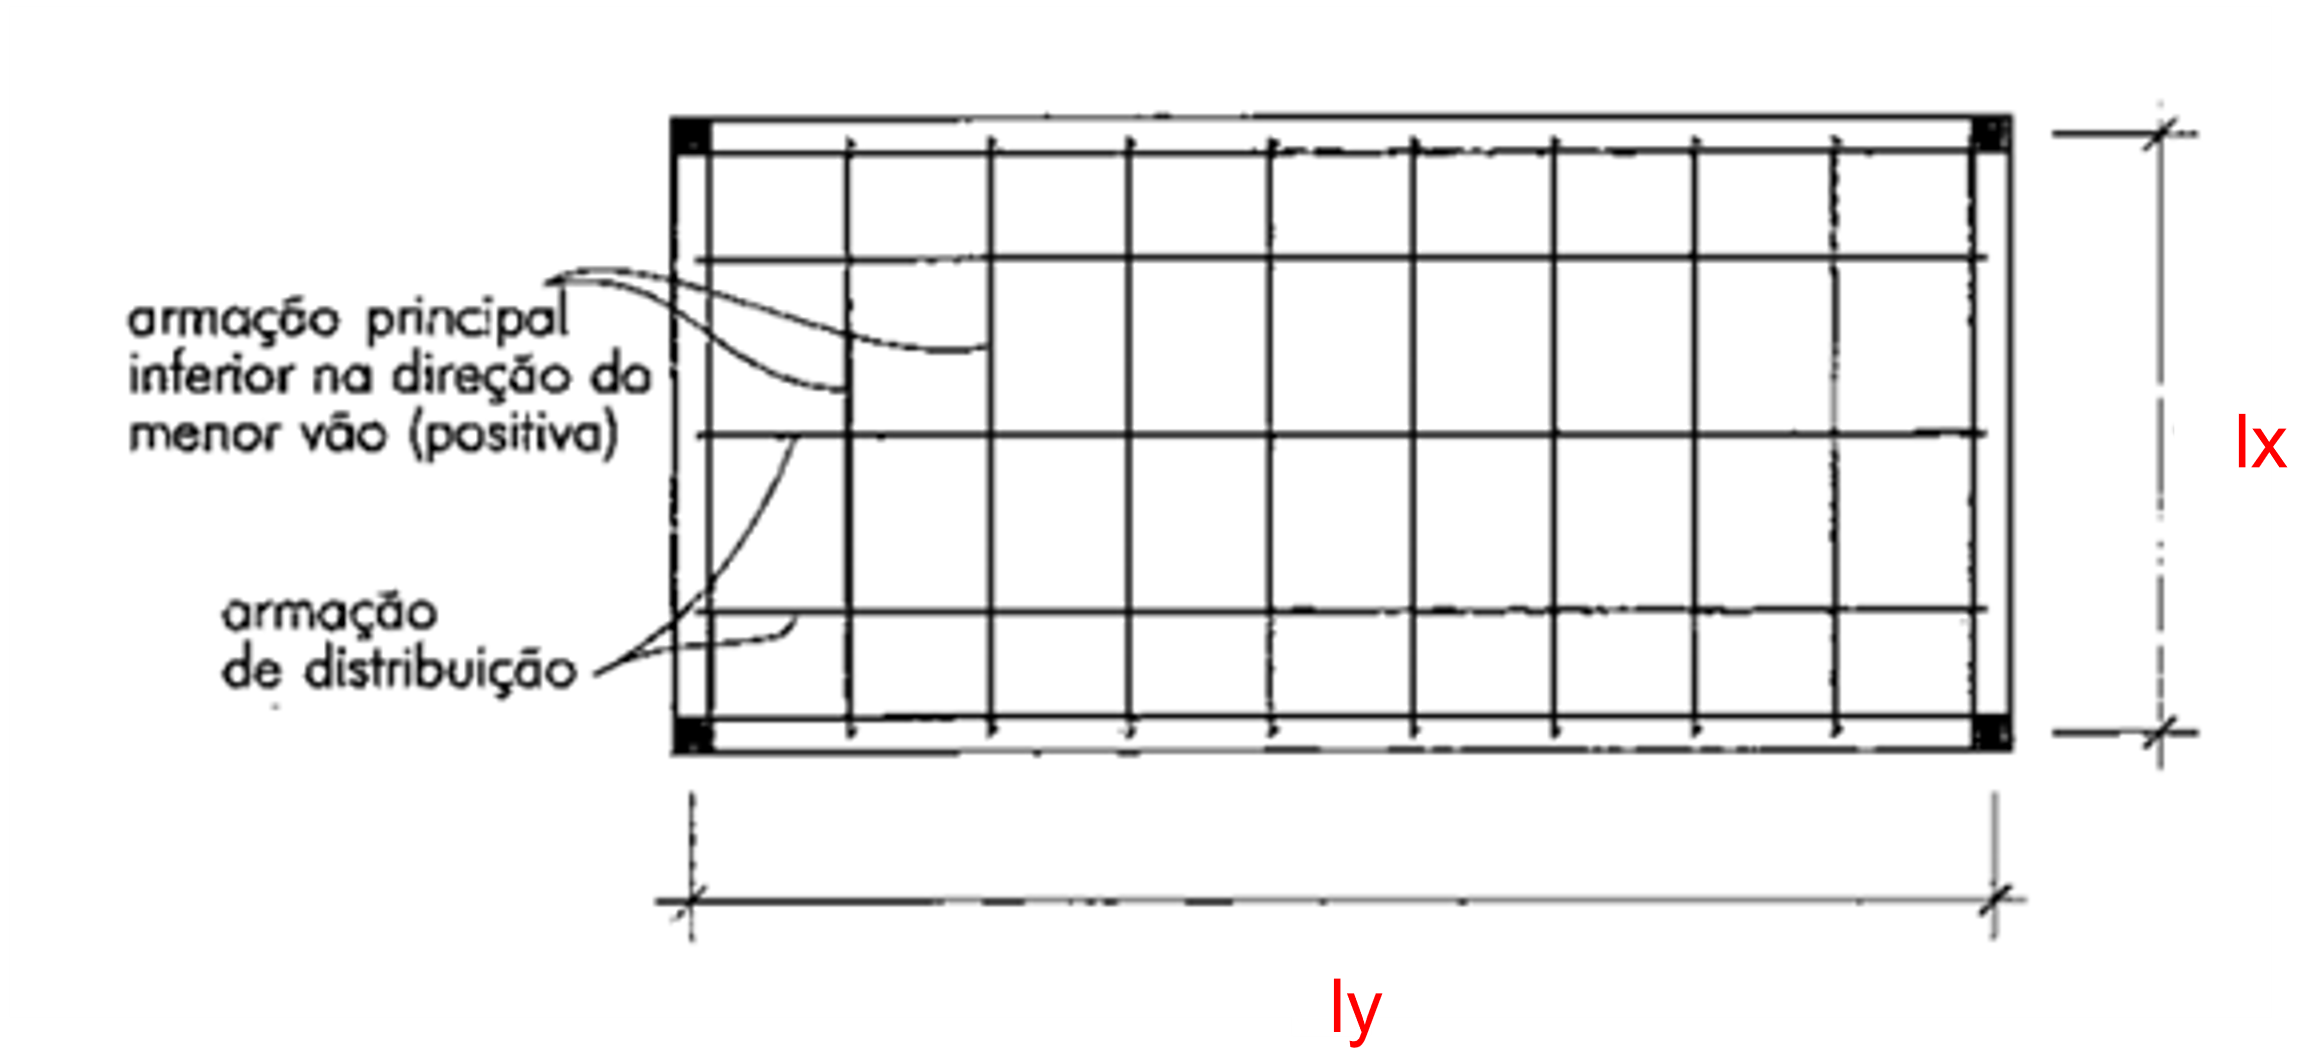 armação principal
inferior na direção do
menor vão (positiva)
lx
armação
de distribuição
ly